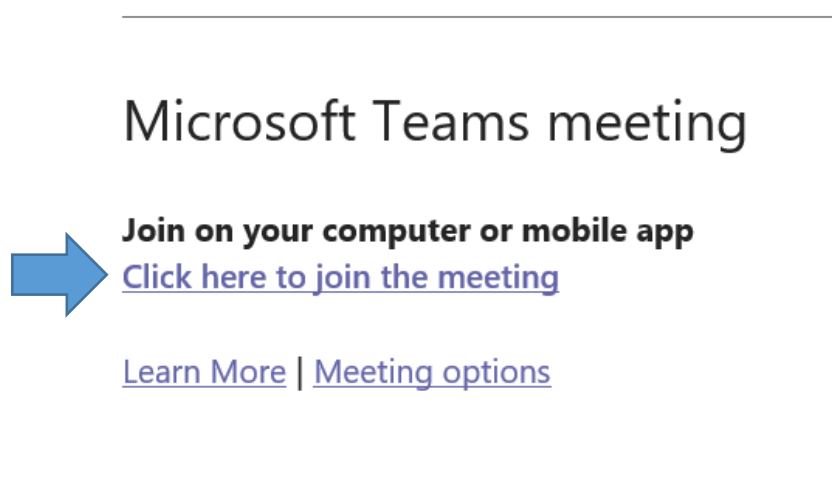 Microsoft Teams meeting
Join on your computer or mobile app
Click here to join the meeting
Learn More | Meeting options